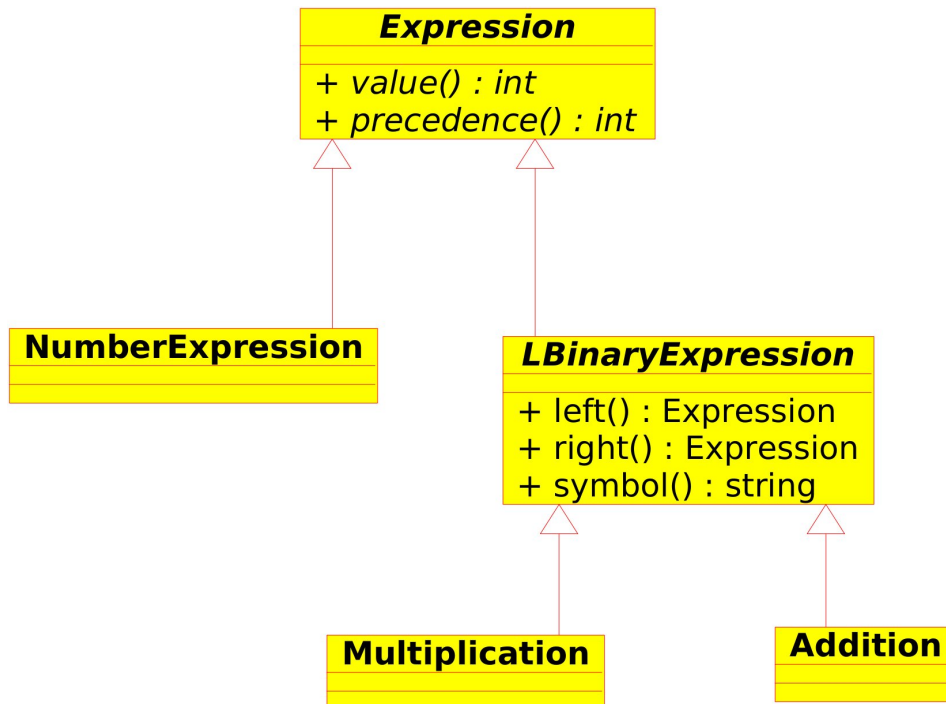 Expression
+ value() : int
+ precedence() : int
NumberExpression
LBinaryExpression
+ left() : Expression
+ right() : Expression
+ symbol() : string
Multiplication
Addition